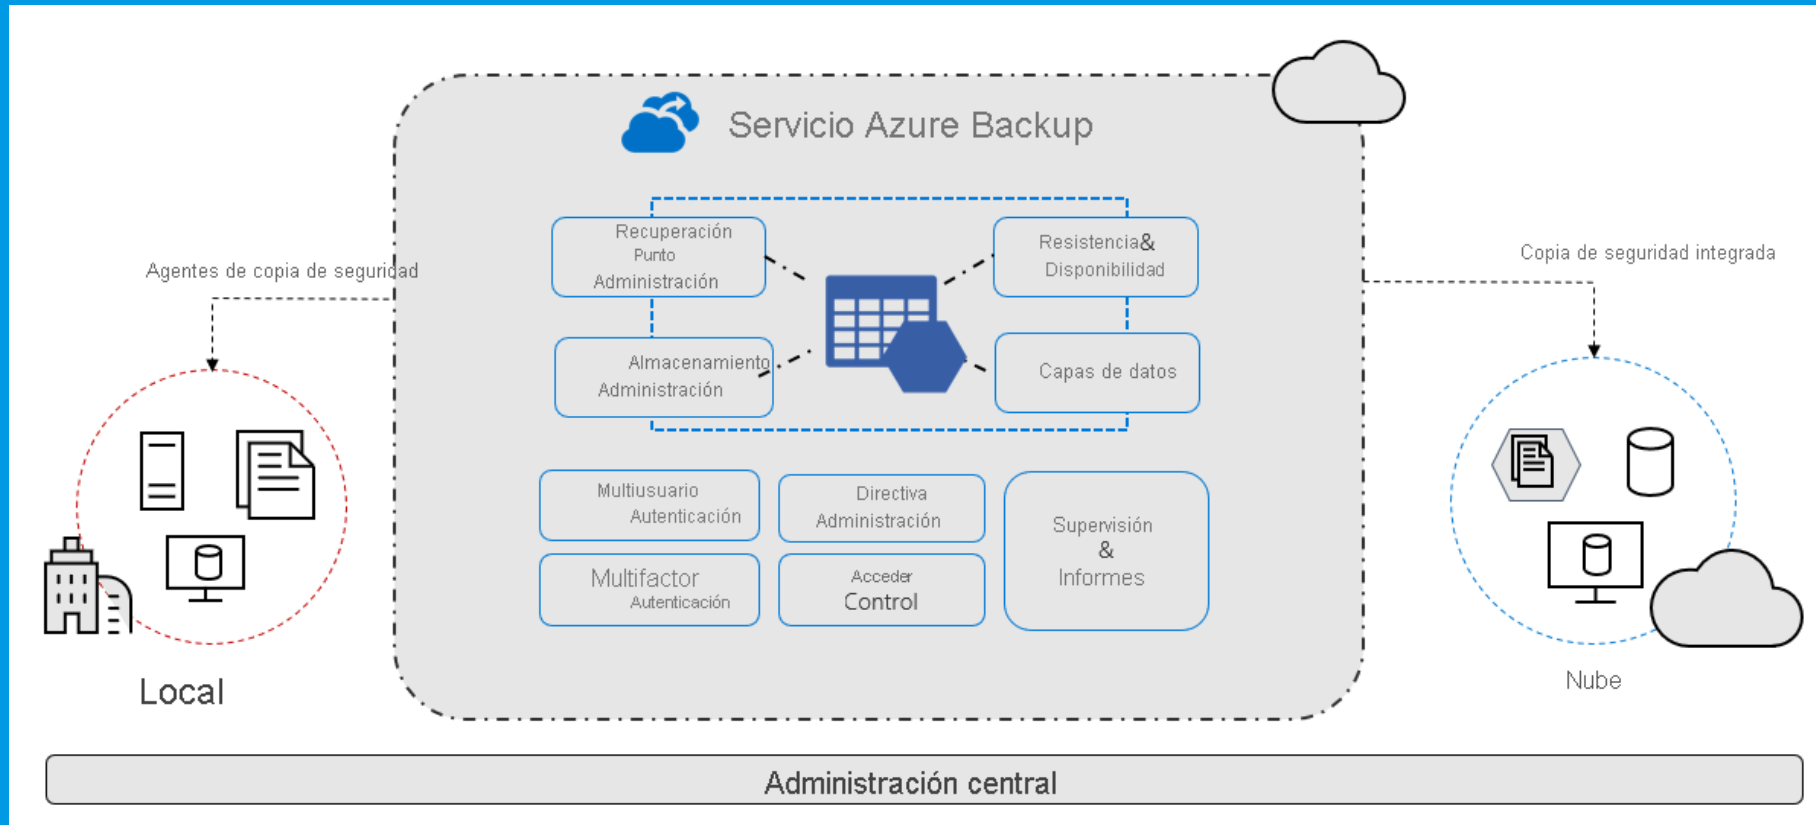 Servicio Azure Backup
Agentes de copia de seguridad
Recuperación
Punto
Administración
Resistencia&
Disponibilidad
Almacenamiento
Administración
Capas de datos
Copia de seguridad integrada
Multiusuario
Autenticación
Directiva
Administración
Supervisión
&
Informes
Multifactor
Autenticación
Acceder
Control
Local
Nube
Administración central